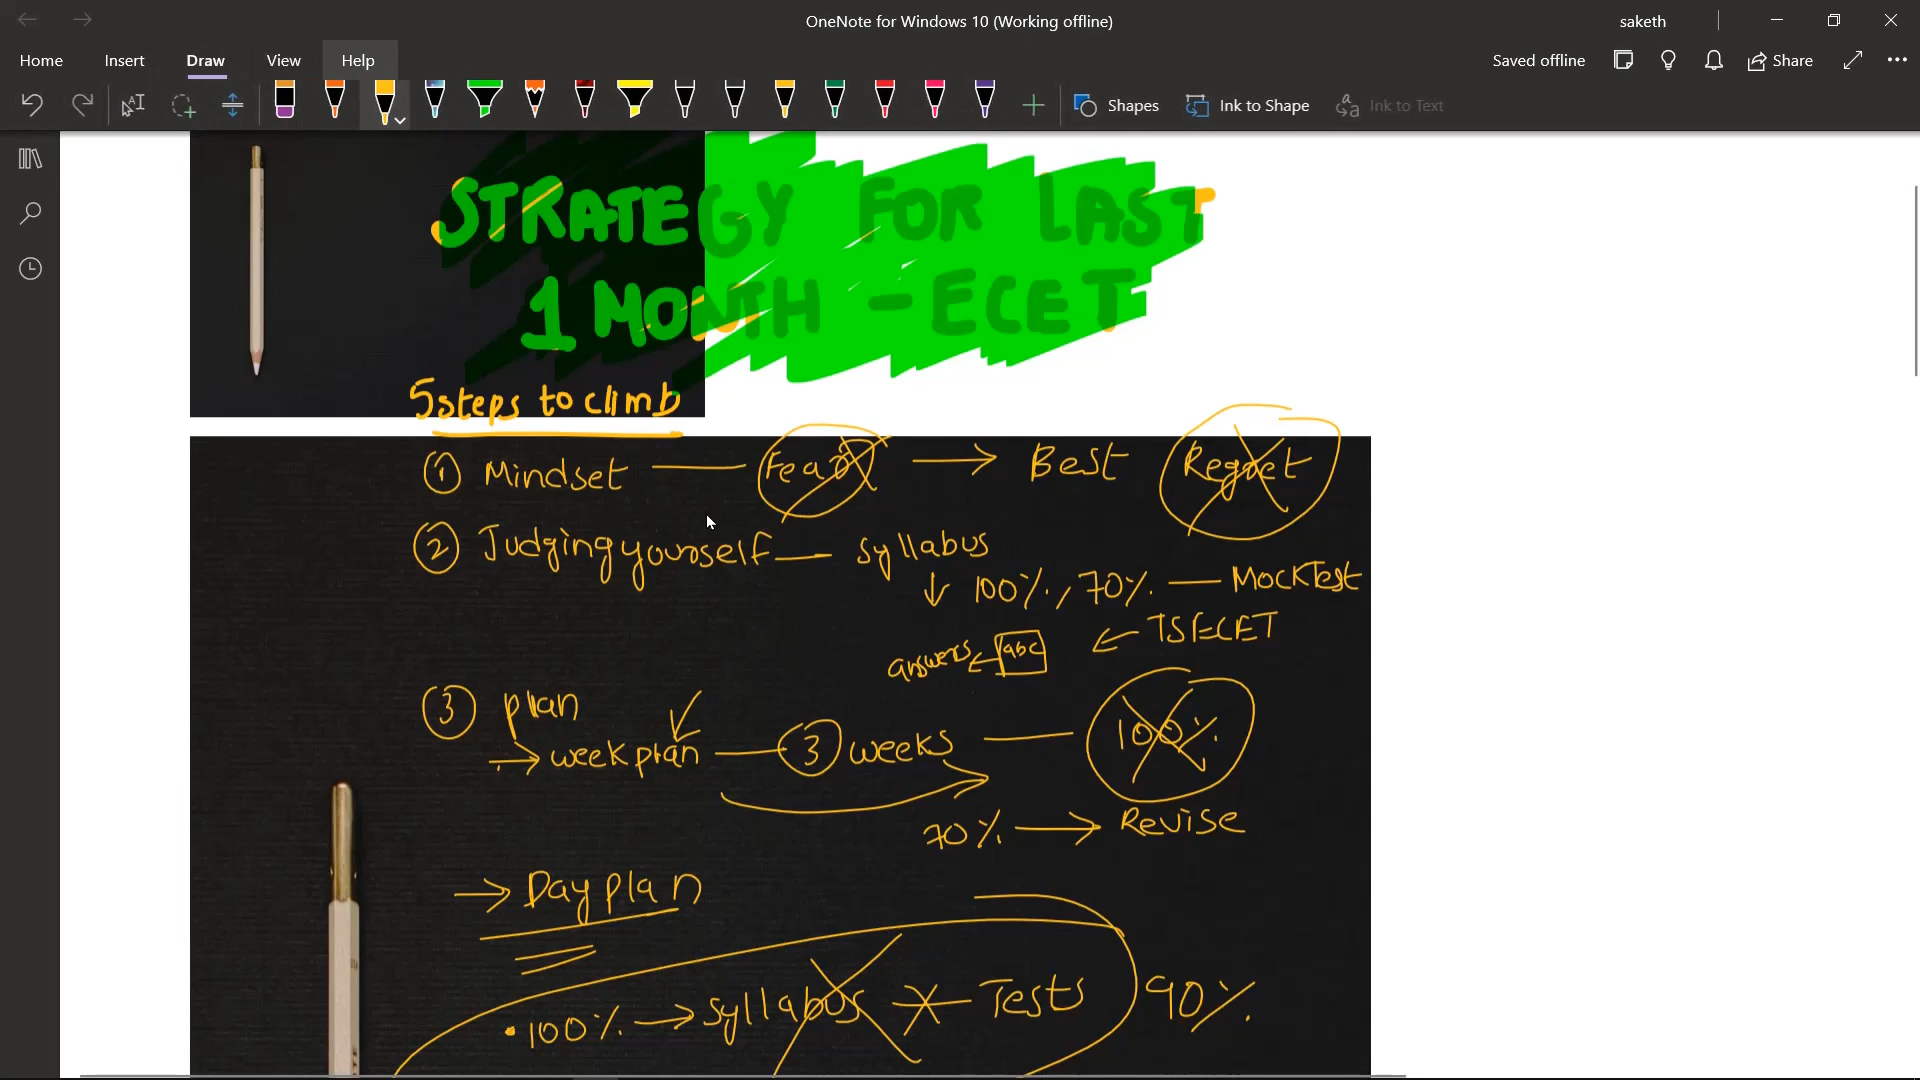 OneNote for Windows 10 (Working offline)
saketh
Home Insert Draw View Help
Saved offline Share
Shapes Ink to Shape Ink to Text
STRATEGY FOR LAST
1 MONTH - ECET
5 steps to climb
① Mindset — Fear → Best Regret
② Judging yourself — syllabus
↓ 100%, 70% — MockTest
← TSECET
answers ← abc
③ plan
→ week plan — ③ weeks — 100%
70% → Revise
→ Day plan
• 100% → syllabus — Tests 90%